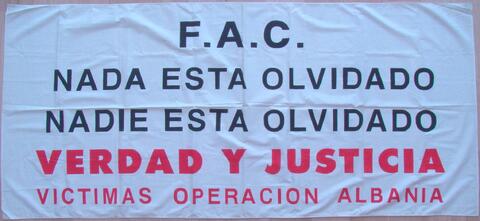 F.A.C.
NADA ESTA OLVIDADO
NADIE ESTA OLVIDADO
VERDAD Y JUSTICIA
VICTIMAS OPERACION ALBANIA